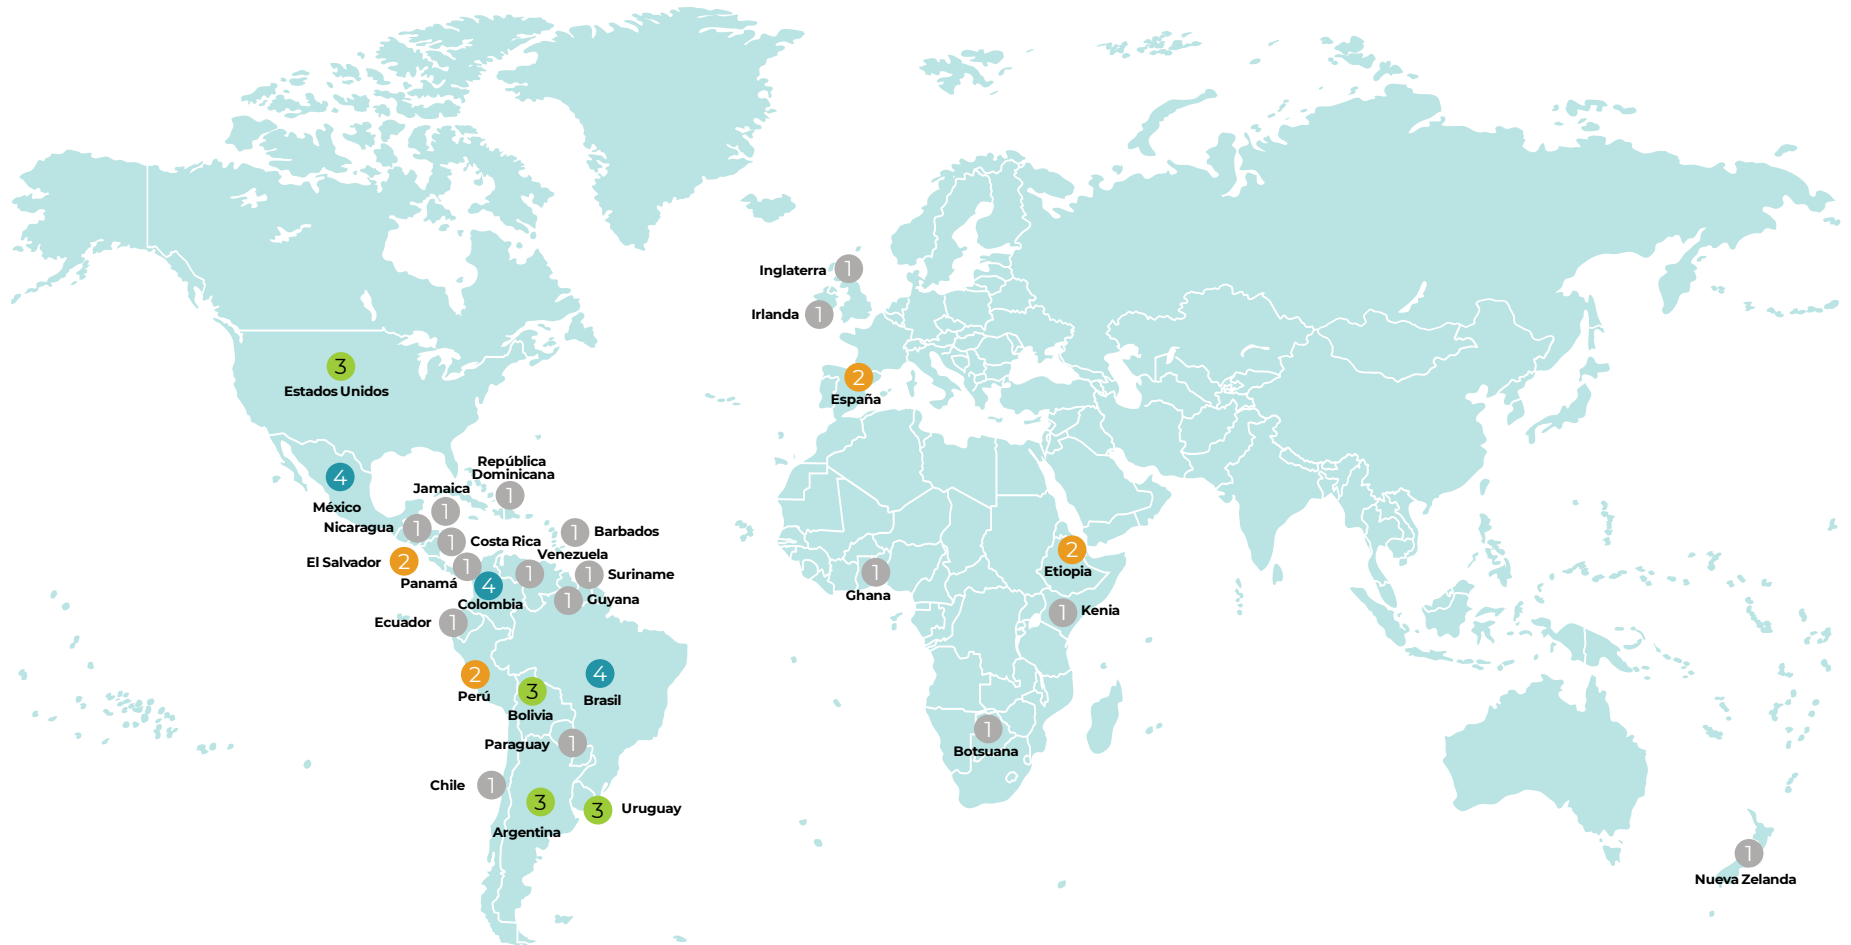 Inglaterra 1
Irlanda 1
3
Estados Unidos
2
España
4
México
República
Dominicana
1
Jamaica
1
Nicaragua 1
1 Barbados
1 Costa Rica
El Salvador 2
Venezuela
1
Panamá 1
1 Suriname
4
Colombia
1 Guyana
Ecuador 1
2
Perú
4
Brasil
3
Bolivia
Paraguay 1
Chile 1
3
Argentina
3 Uruguay
2
Etiopia
1
Ghana
1 Kenia
1
Botsuana
1
Nueva Zelanda